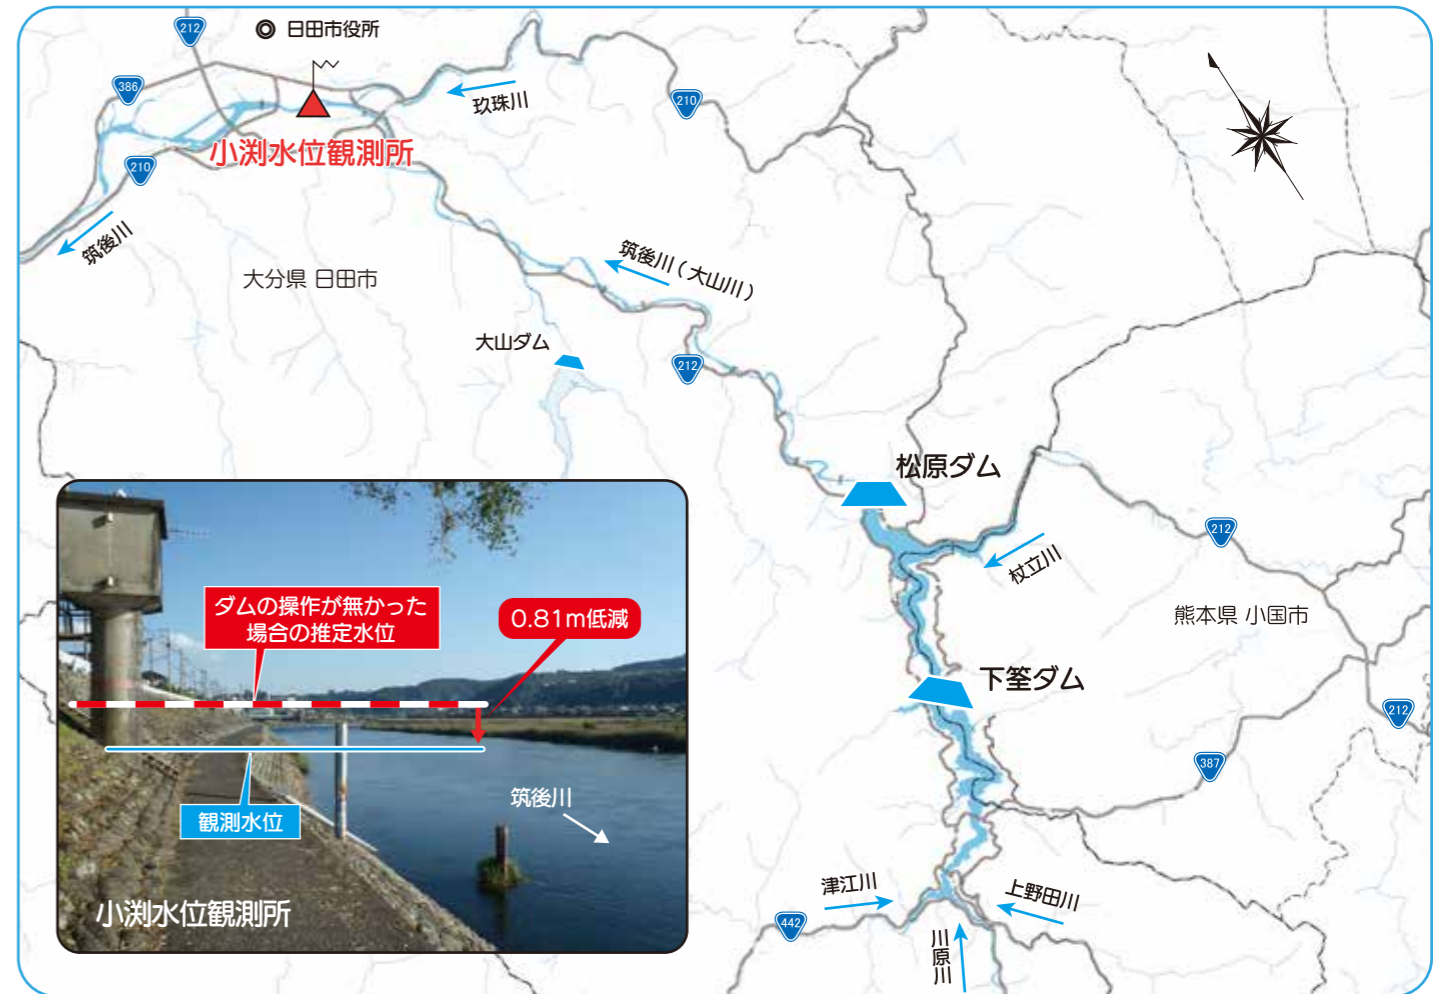 212
日田市役所
386
玖珠川
210
小渕水位観測所
210
筑後川
大分県 日田市
筑後川(大山川)
大山ダム
212
松原ダム
212
杖立川
熊本県 小国市
下筌ダム
212
387
津江川
上野田川
442
川原川
ダムの操作が無かった
場合の推定水位
0.81m低減
観測水位
筑後川
小渕水位観測所